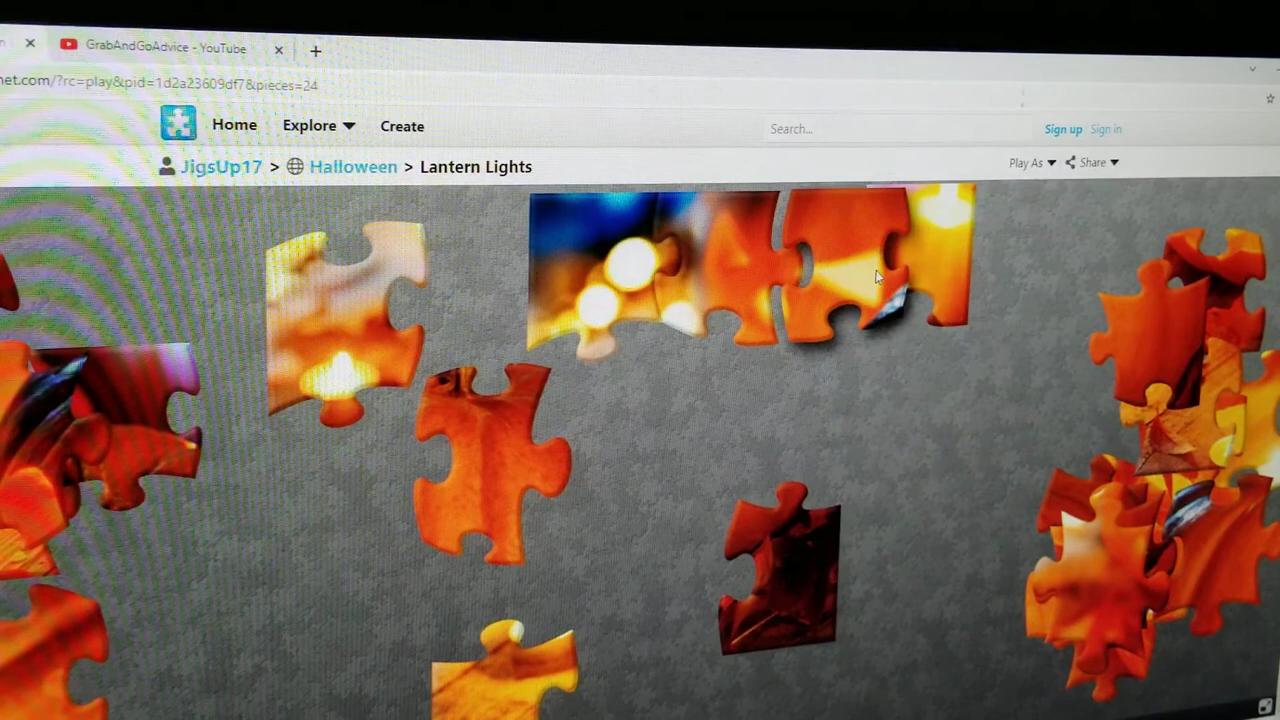 GrabAndGoAdvice - YouTube
net.com/?rc=play&pid=1d2a23609df7&pieces=24
Home Explore Create Search... Sign up Sign in
JigsUp17 > Halloween > Lantern Lights Play As Share